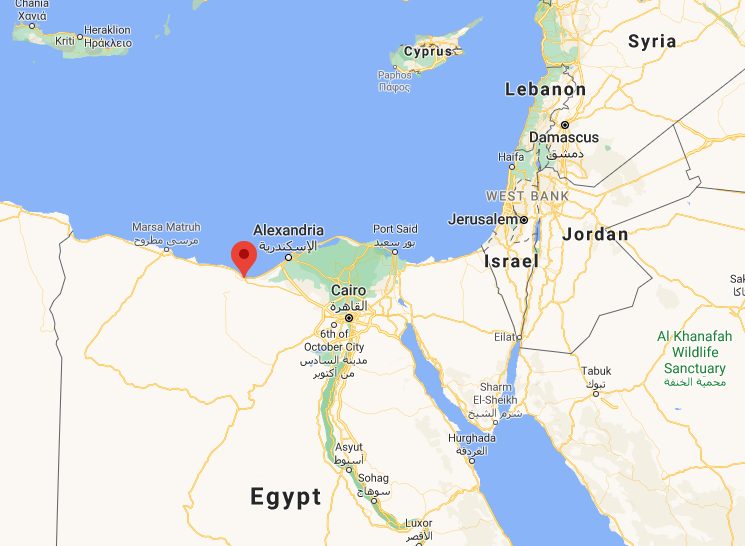 Chania
Χανιά
Heraklion
Ηράκλειο
Kriti
Cyprus
Paphos
Πάφος
Syria
Lebanon
Damascus
دمشق
Haifa
WEST BANK
Marsa Matruh
مرسى مطروح
Alexandria
الإسكندرية
Port Said
بور سعيد
Jerusalem
Jordan
Israel
Cairo
القاهرة
6th of
October City
مدينة السادس
من أكتوبر
Eilat
Al Khanafah
Wildlife
Sanctuary
محمية الخنفة
Tabuk
تبوك
Sharm
El-Sheikh
شرم الشيخ
Hurghada
الغردقة
Asyut
أسيوط
Sohag
سوهاج
Egypt
Luxor
الأقصر